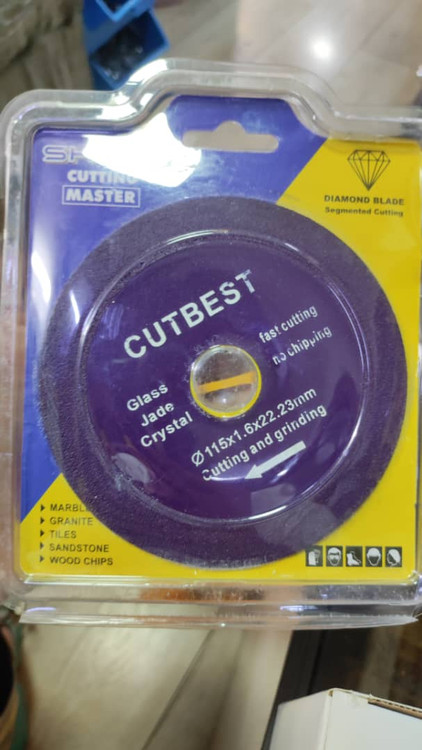 CUTTING
MASTER
DIAMOND BLADE
Segmented Cutting
CUTBEST
fast cutting
no chipping
Glass
Jade
Crystal
Ø115x1.6x22.23mm
Cutting and grinding
MARBLE
GRANITE
TILES
SANDSTONE
WOOD CHIPS